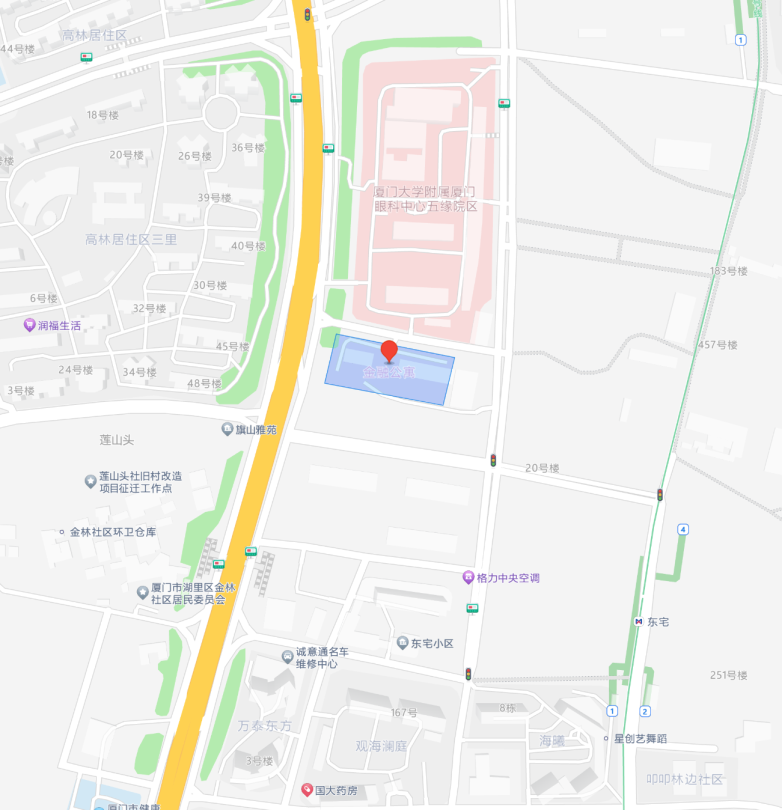 高林居住区
44号楼
1
18号楼
20号楼
26号楼
36号楼
号楼
39号楼
厦门大学附属厦门
眼科中心五缘院区
高林居住区三里
40号楼
183号楼
30号楼
6号楼
32号楼
润福生活
45号楼
457号楼
24号楼
34号楼
3号楼
48号楼
旗山雅苑
莲山头
20号楼
莲山头社旧村改造
项目征迁工作点
金林社区环卫仓库
4
格力中央空调
厦门市湖里区金林
社区居民委员会
东宅
东宅小区
诚意通名车
维修中心
251号楼
8栋
167号
1
2
万泰东方
星创艺舞蹈
海曦
观海澜庭
3号楼
叩叩林边社区
国大药房
厦门市健康